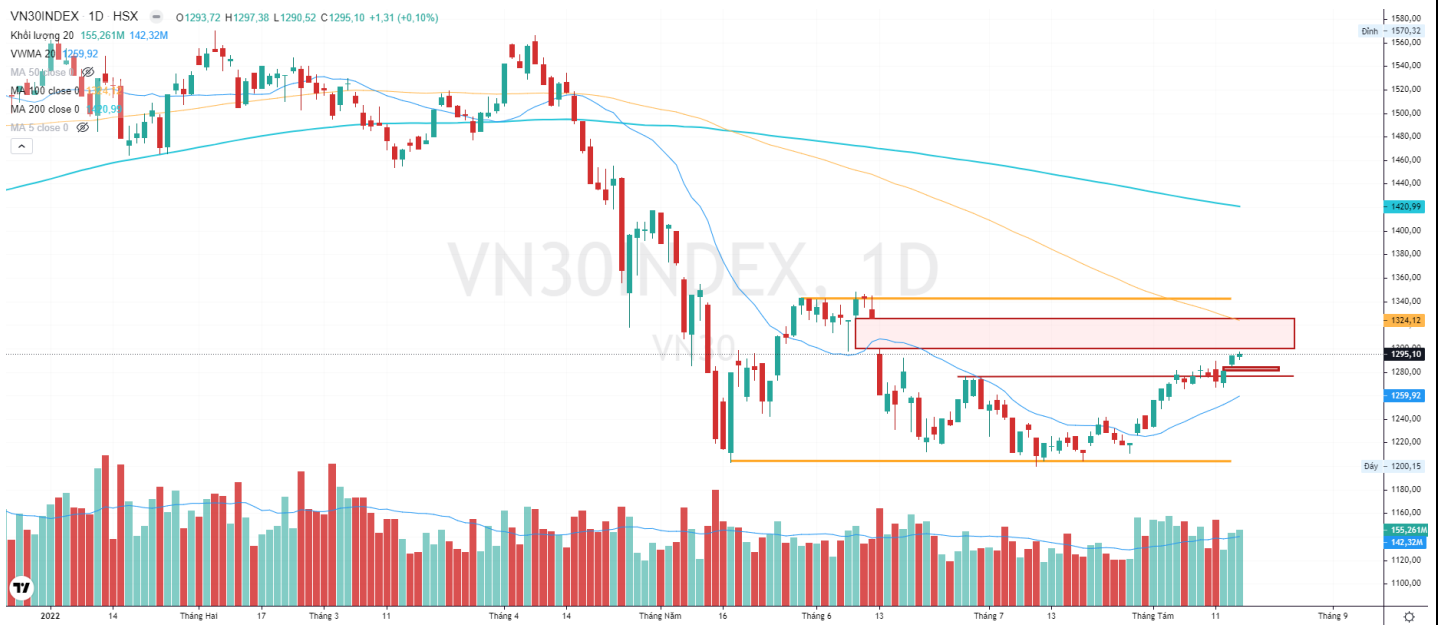 VN30INDEX · 1D · HSX O1293,72 H1297,38 L1290,52 C1295,10 +1,31 (+0,10%)
Khối lượng 20 155,261M 142,32M
VWMA 20 1259,92
MA 50 close 0
MA 100 close 0
MA 200 close 0 1420,99
MA 5 close 0
VN30INDEX, 1D
VN30
1580,00
Đỉnh 1570,32
1560,00
1540,00
1520,00
1500,00
1480,00
1460,00
1440,00
1420,99
1400,00
1380,00
1360,00
1340,00
1324,12
1300,00
1295,10
1280,00
1259,92
1240,00
1220,00
Đáy 1200,15
1180,00
1160,00
155,261M
142,32M
1120,00
1100,00
2022 14 Tháng Hai 17 Tháng 3 11 Tháng 4 14 Tháng Năm 16 Tháng 6 13 Tháng 7 13 Tháng Tám 11 Tháng 9